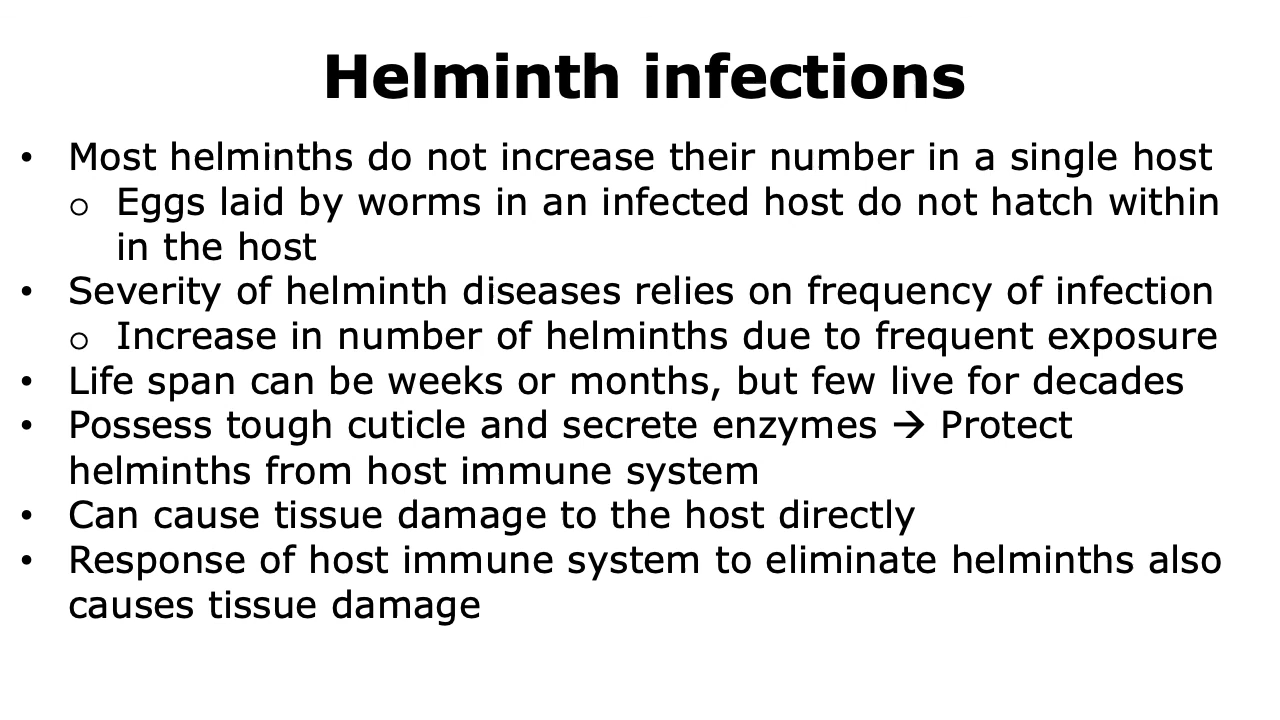 Helminth infections
• Most helminths do not increase their number in a single host
o Eggs laid by worms in an infected host do not hatch within
in the host
• Severity of helminth diseases relies on frequency of infection
o Increase in number of helminths due to frequent exposure
• Life span can be weeks or months, but few live for decades
• Possess tough cuticle and secrete enzymes → Protect
helminths from host immune system
• Can cause tissue damage to the host directly
• Response of host immune system to eliminate helminths also
causes tissue damage